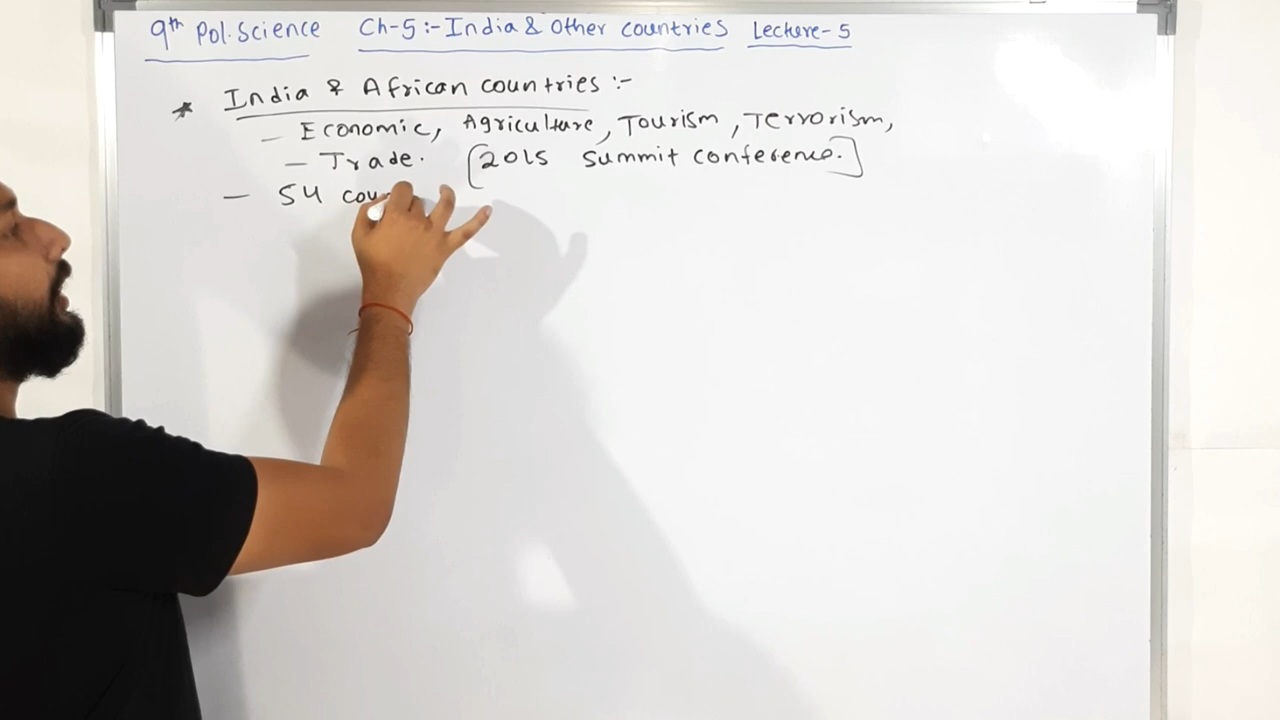 9th Pol. Science Ch-5:- India & Other countries Lecture-5
* India & African countries :-
- Economic, Agriculture, Tourism, Terrorism,
- Trade. [2015 Summit conference.]
- 54 cou